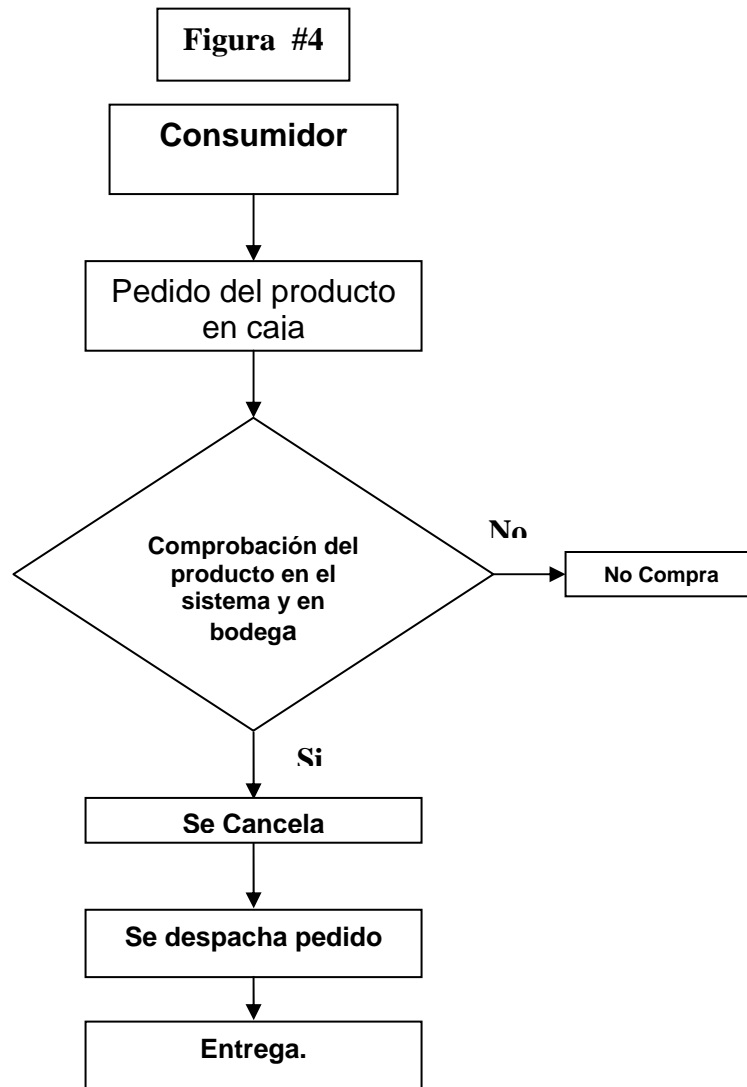 Figura #4
Consumidor
Pedido del producto
en caja
Comprobación del
producto en el
sistema y en
bodega
No
No Compra
Si
Se Cancela
Se despacha pedido
Entrega.